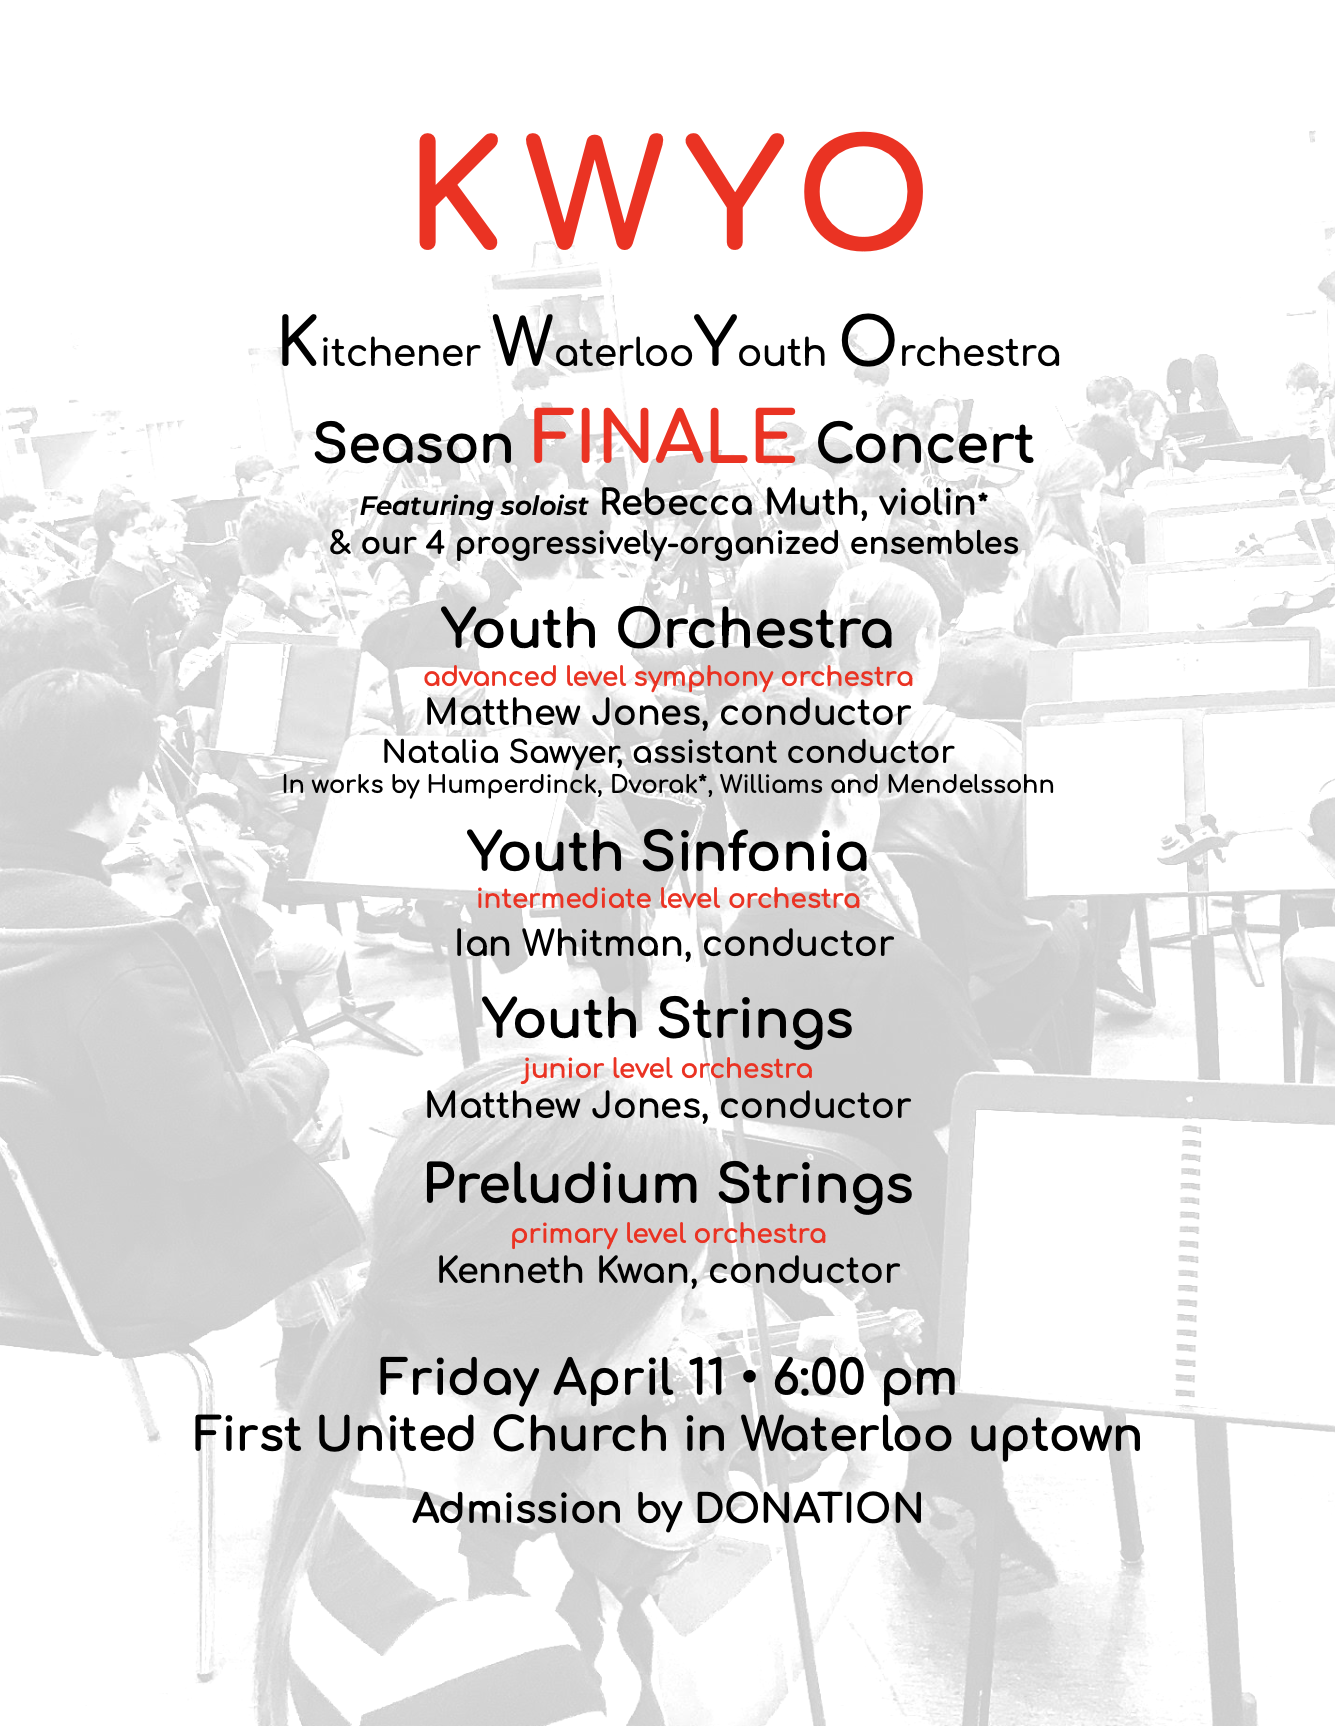 KWYO
Kitchener Waterloo Youth Orchestra
Season FINALE Concert
Featuring soloist Rebecca Muth, violin*
& our 4 progressively-organized ensembles
Youth Orchestra
advanced level symphony orchestra
Matthew Jones, conductor
Natalia Sawyer, assistant conductor
In works by Humperdinck, Dvorak*, Williams and Mendelssohn
Youth Sinfonia
intermediate level orchestra
Ian Whitman, conductor
Youth Strings
junior level orchestra
Matthew Jones, conductor
Preludium Strings
primary level orchestra
Kenneth Kwan, conductor
Friday April 11 • 6:00 pm
First United Church in Waterloo uptown
Admission by DONATION